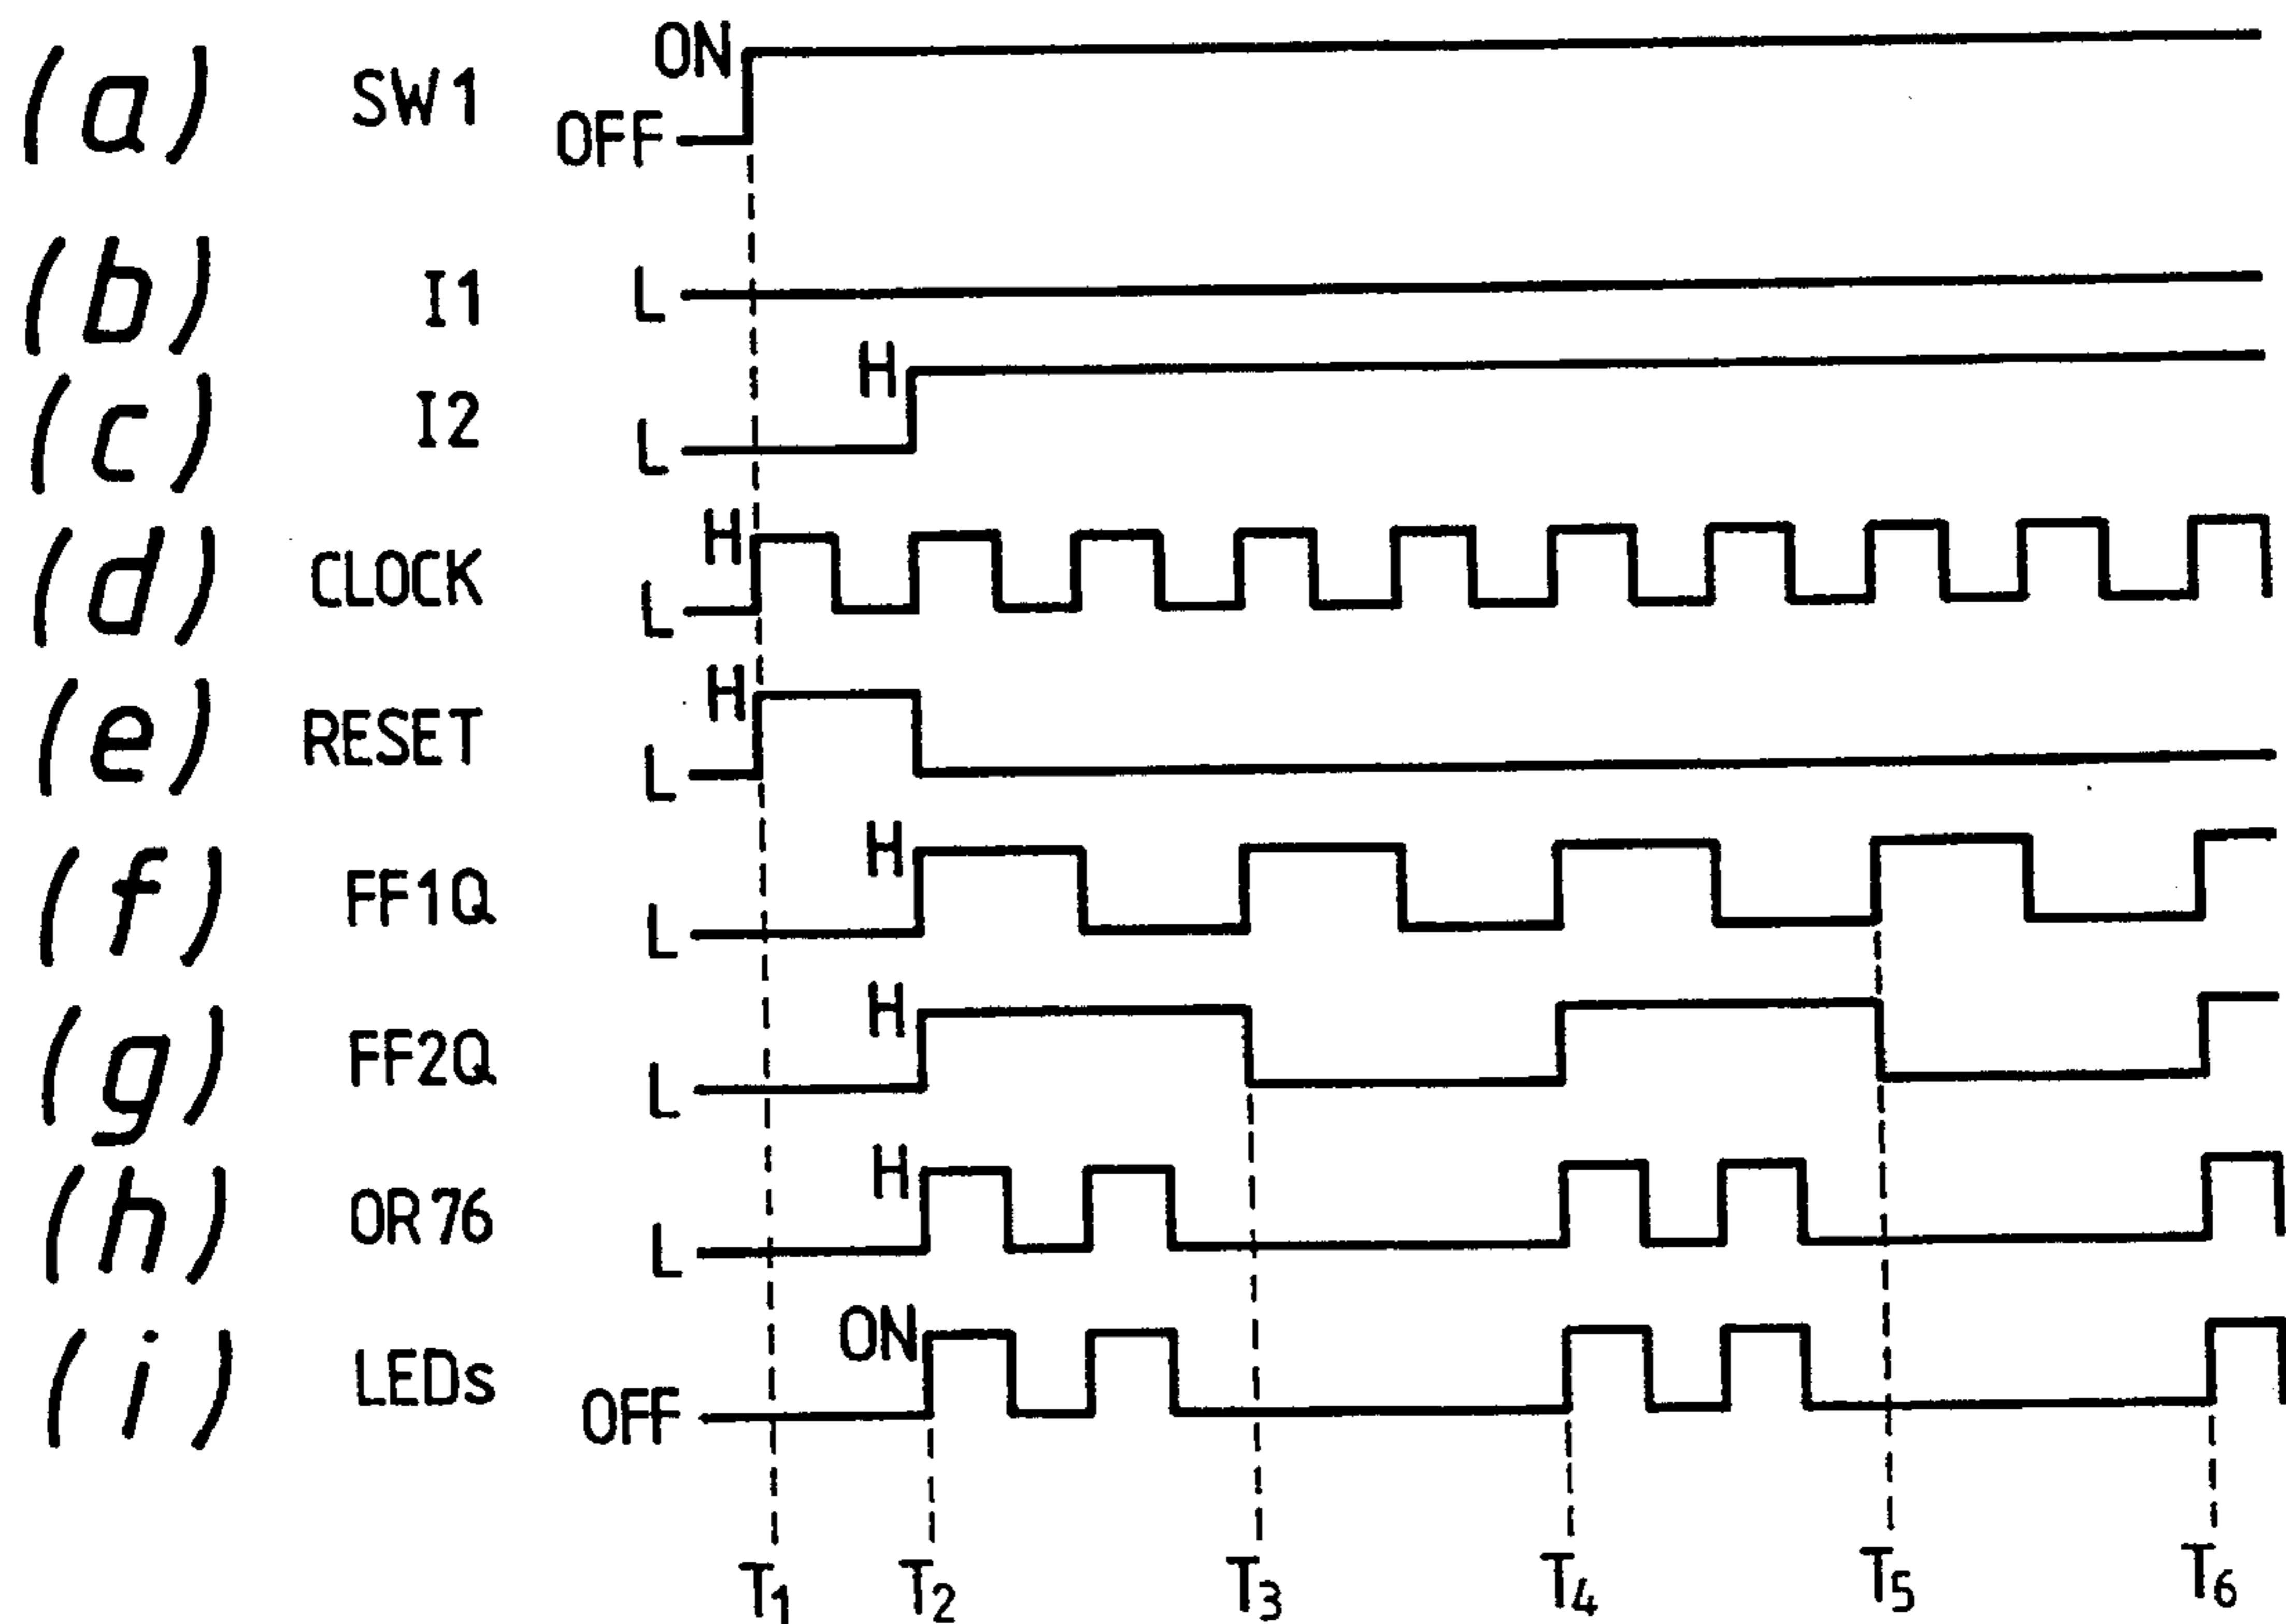 (a) SW1 ON OFF
(b) I1 L
(c) I2 H L
(d) CLOCK H L
(e) RESET H L
(f) FF1Q H L
(g) FF2Q H L
(h) OR76 H L
(i) LEDs ON OFF
T1 T2 T3 T4 T5 T6